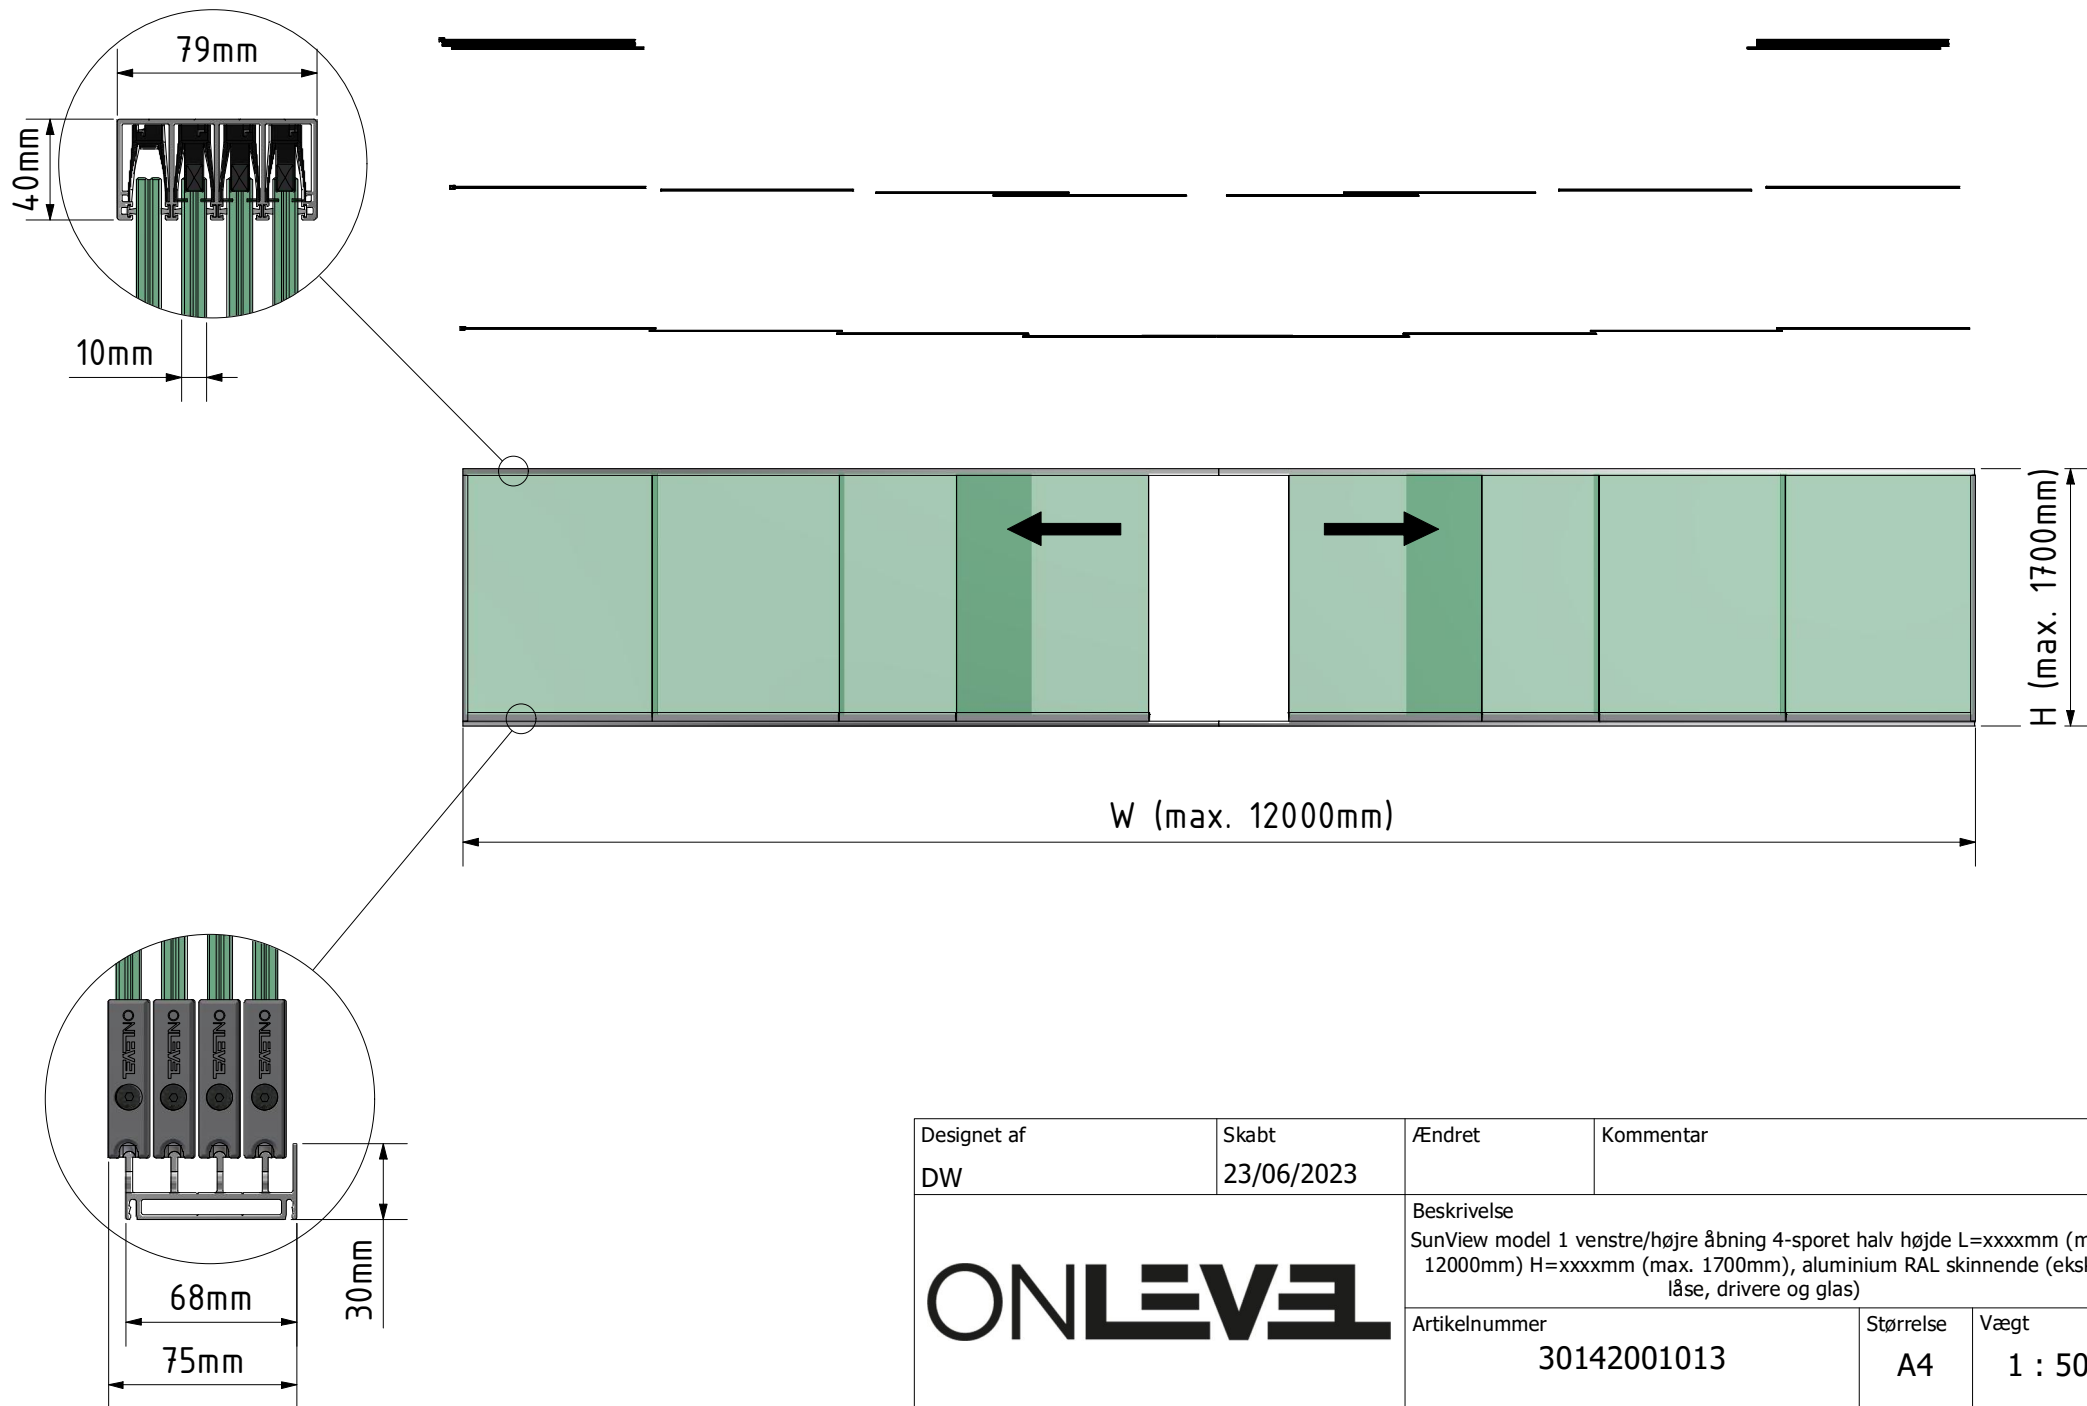 79mm
40mm
10mm
H (max. 1700mm)
W (max. 12000mm)
ONLEVEL ONLEVEL ONLEVEL ONLEVEL
30mm
68mm
75mm
Designet af
DW
Skabt
23/06/2023
Ændret
Kommentar
ONLEVEL
Beskrivelse
SunView model 1 venstre/højre åbning 4-sporet halv højde L=xxxxmm (m
12000mm) H=xxxxmm (max. 1700mm), aluminium RAL skinnende (eks
låse, drivere og glas)
Artikelnummer
30142001013
Størrelse
A4
Vægt
1 : 50